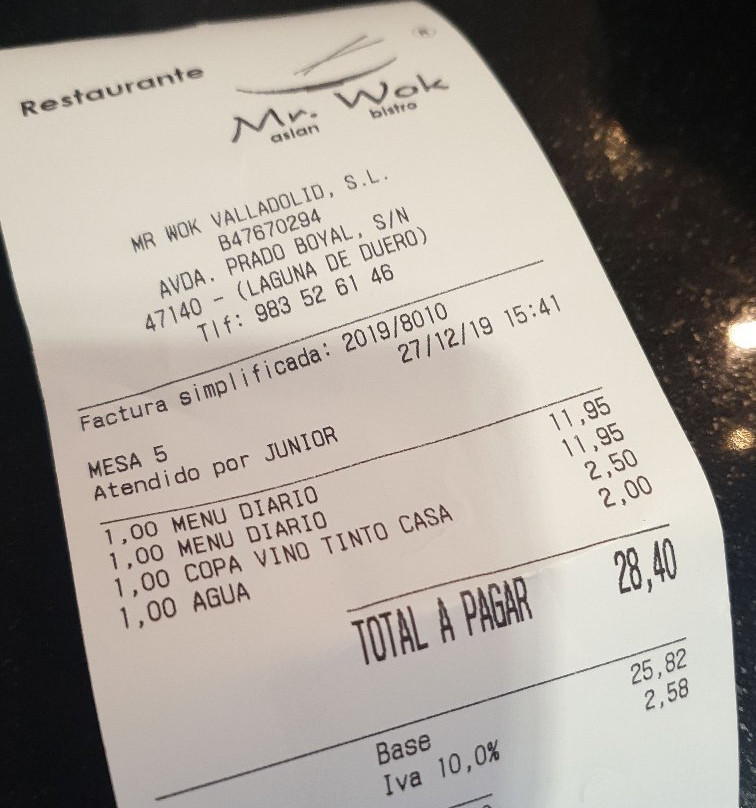 Restaurante
Mr. Wok
asian bistro
®
MR WOK VALLADOLID, S.L.
B47670294
AVDA. PRADO BOYAL, S/N
47140 - (LAGUNA DE DUERO)
Tlf: 983 52 61 46
Factura simplificada: 2019/8010
27/12/19 15:41
MESA 5
Atendido por JUNIOR
1,00 MENU DIARIO 11,95
1,00 MENU DIARIO 11,95
1,00 COPA VINO TINTO CASA 2,50
1,00 AGUA 2,00
TOTAL A PAGAR 28,40
Base 25,82
Iva 10,0% 2,58